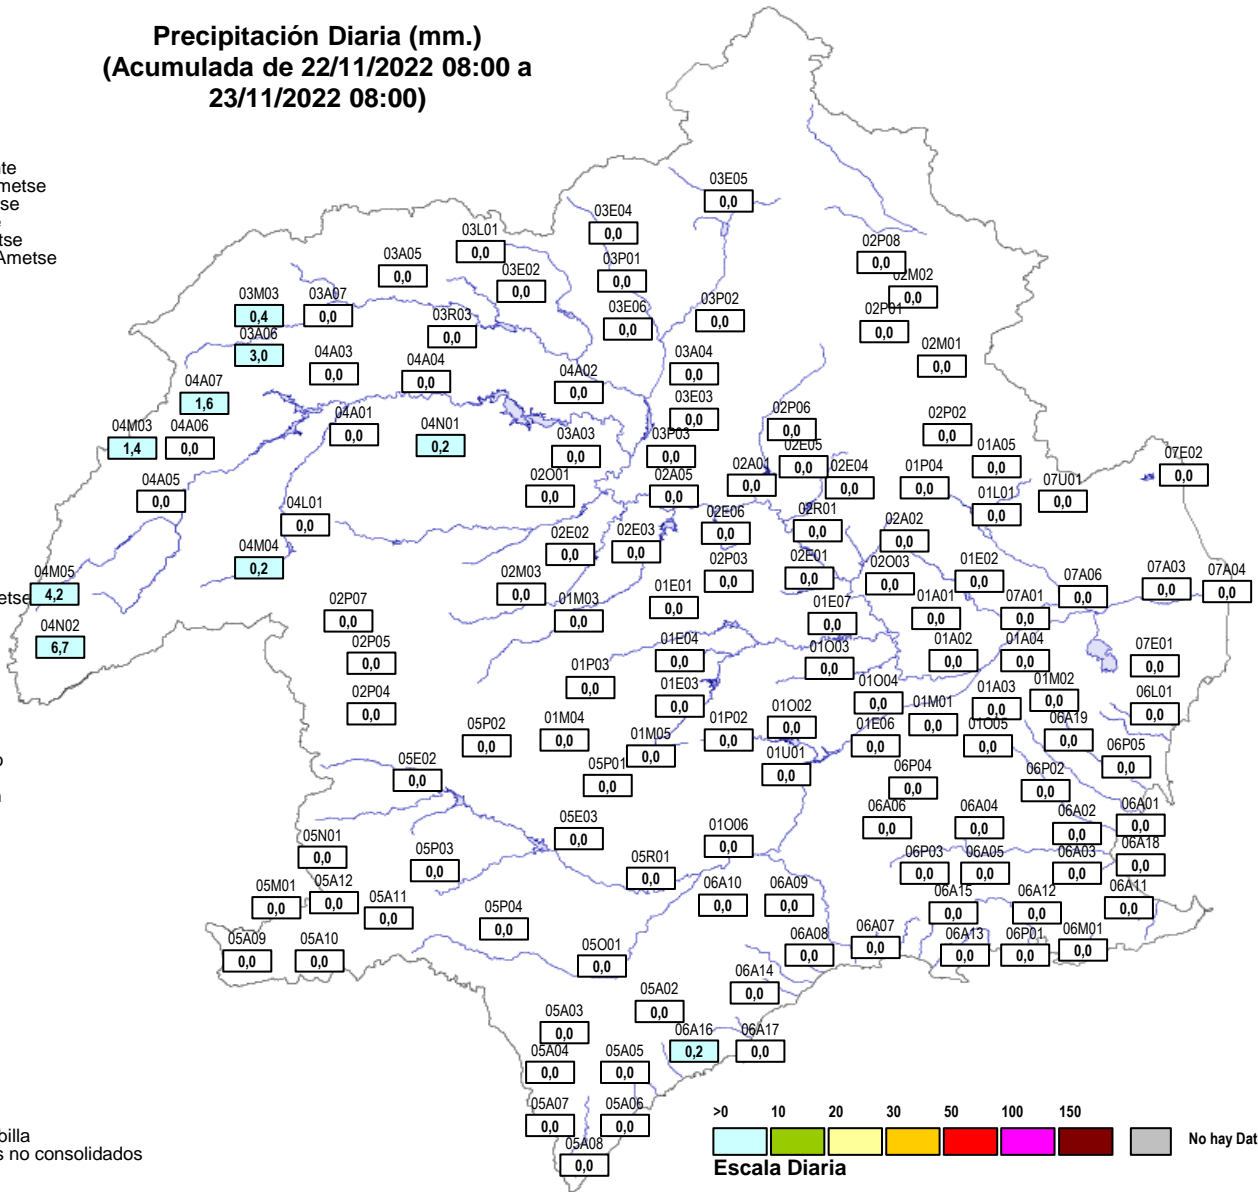 Precipitación Diaria (mm.)
(Acumulada de 22/11/2022 08:00 a
23/11/2022 08:00)
te
metse
se
tse
Ametse
03E05
0,0
03E04
0,0
03L01
0,0
03A05
0,0
03E02
0,0
03P01
0,0
02P08
0,0
02M02
0,0
03M03
0,4
03A07
0,0
03R03
0,0
03E06
0,0
03P02
0,0
02P01
0,0
03A06
3,0
04A03
0,0
04A04
0,0
04A02
0,0
03A04
0,0
02M01
0,0
04A07
1,6
03E03
0,0
04M03
1,4
04A06
0,0
04A01
0,0
04N01
0,2
03A03
0,0
03P03
0,0
02P06
0,0
02E05
0,0
02P02
0,0
01A05
0,0
07E02
0,0
04A05
0,0
02O01
0,0
02A05
0,0
02A01
0,0
02E04
0,0
01P04
0,0
01L01
0,0
07U01
0,0
04L01
0,0
02E06
0,0
02R01
0,0
02A02
0,0
04M04
0,2
02E02
0,0
02E03
0,0
04M05
4,2
etse
02M03
0,0
02P03
0,0
02E01
0,0
02O03
0,0
01E02
0,0
07A06
0,0
07A03
0,0
07A04
0,0
04N02
6,7
02P07
0,0
01M03
0,0
01E01
0,0
01E07
0,0
01A01
0,0
07A01
0,0
02P05
0,0
01E04
0,0
01O03
0,0
01A02
0,0
01A04
0,0
07E01
0,0
02P04
0,0
01P03
0,0
01E03
0,0
01O04
0,0
01A03
0,0
01M02
0,0
06L01
0,0
05P02
0,0
01M04
0,0
01M05
0,0
01P02
0,0
01O02
0,0
01E06
0,0
01M01
0,0
01O05
0,0
06A19
0,0
06P05
0,0
05E02
0,0
05P01
0,0
01U01
0,0
06P04
0,0
06P02
0,0
05E03
0,0
01O06
0,0
06A06
0,0
06A04
0,0
06A02
0,0
06A01
0,0
05N01
0,0
05P03
0,0
05R01
0,0
06P03
0,0
06A05
0,0
06A03
0,0
06A18
0,0
05M01
0,0
05A12
0,0
05A11
0,0
06A10
0,0
06A09
0,0
06A15
0,0
06A12
0,0
06A11
0,0
05A09
0,0
05A10
0,0
05P04
0,0
05O01
0,0
06A08
0,0
06A07
0,0
06A13
0,0
06P01
0,0
06M01
0,0
06A14
0,0
05A02
0,0
05A03
0,0
06A16
0,2
06A17
0,0
05A04
0,0
05A05
0,0
05A07
0,0
05A06
0,0
05A08
0,0
billa
s no consolidados
>0 10 20 30 50 100 150
No hay Dat
Escala Diaria